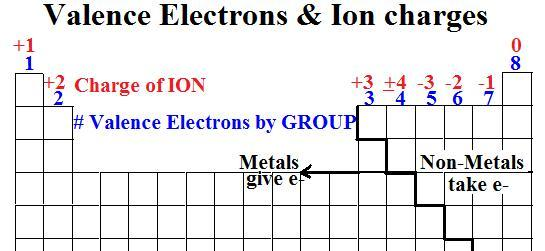 Valence Electrons & Ion charges
+1 0
1 8
+2 Charge of ION +3 ±4 -3 -2 -1
2 3 4 5 6 7
# Valence Electrons by GROUP
Metals Non-Metals
give e- take e-